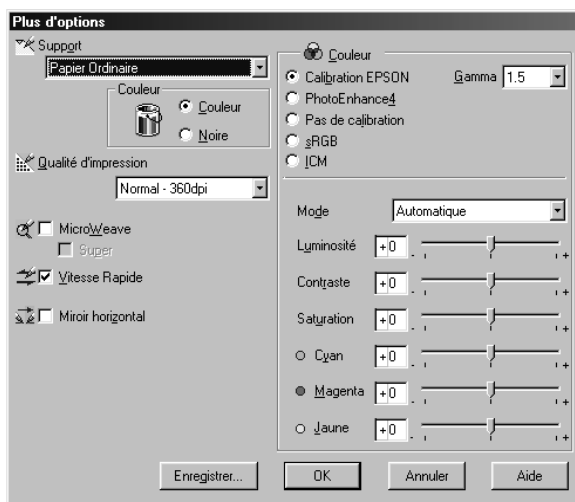 Plus d'options
Support
Papier Ordinaire
Couleur
Couleur
Noire
Qualité d'impression
Normal - 360dpi
MicroWeave
Super
Vitesse Rapide
Miroir horizontal
Couleur
Calibration EPSON
Gamma 1.5
PhotoEnhance4
Pas de calibration
sRGB
ICM
Mode Automatique
Luminosité +0 - +
Contraste +0 - +
Saturation +0 - +
Cyan +0 - +
Magenta +0 - +
Jaune +0 - +
Enregistrer... OK Annuler Aide